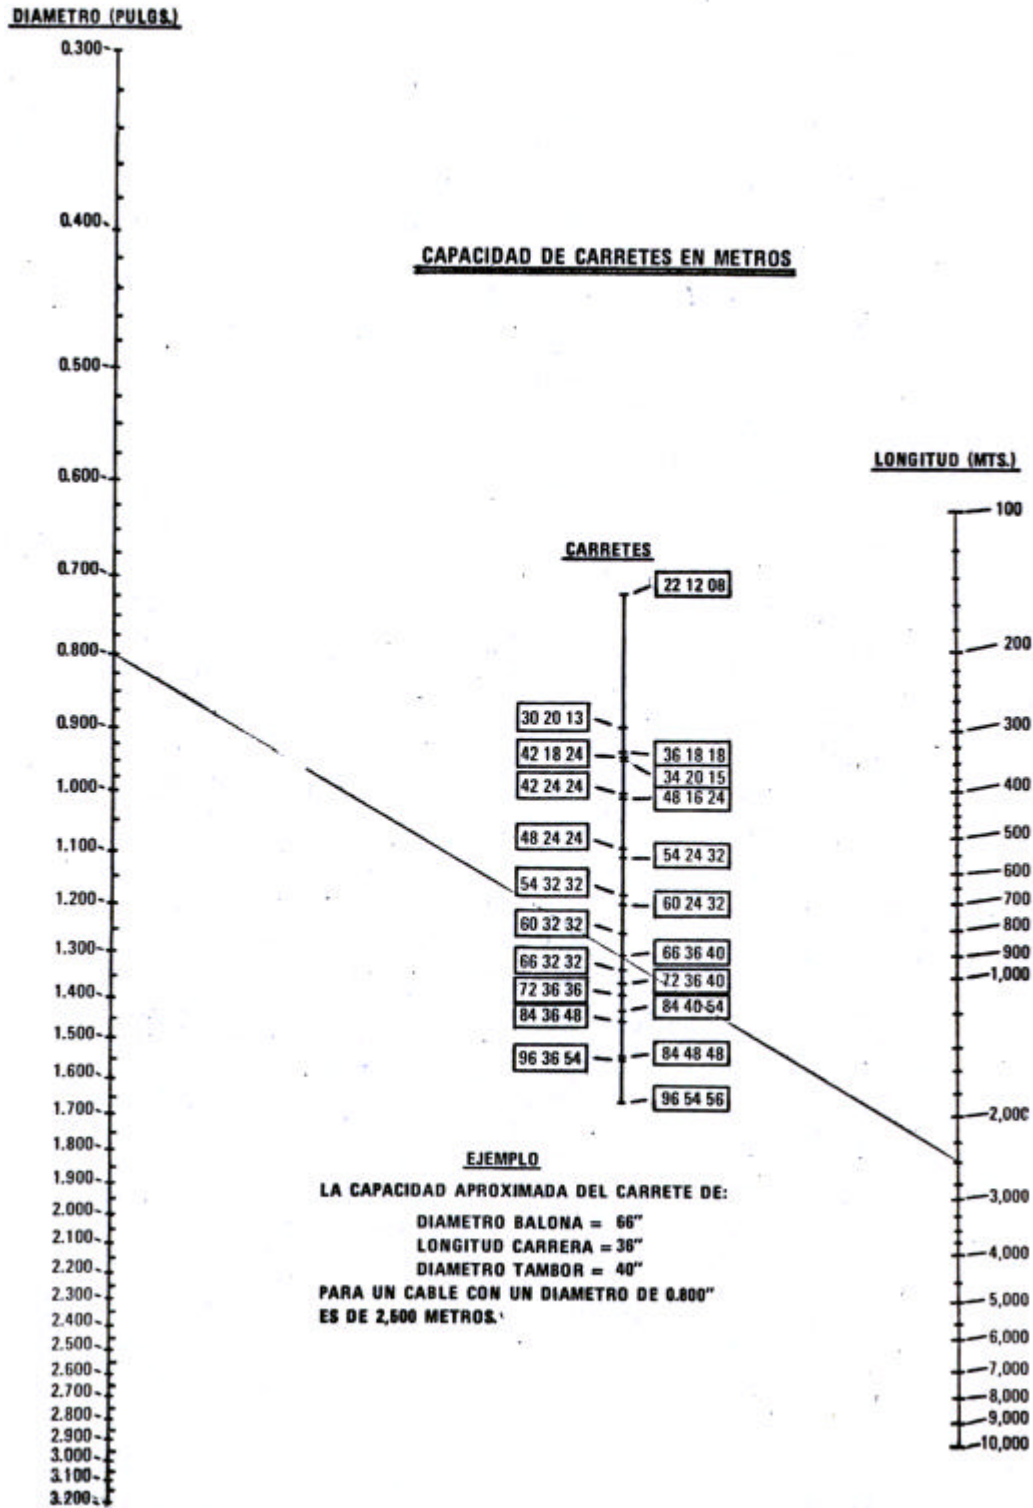 DIAMETRO (PULGS.)
0.300
0.400
0.500
0.600
0.700
0.800
0.900
1.000
1.100
1.200
1.300
1.400
1.500
1.600
1.700
1.800
1.900
2.000
2.100
2.200
2.300
2.400
2.500
2.600
2.700
2.800
2.900
3.000
3.100
3.200
CAPACIDAD DE CARRETES EN METROS
CARRETES
22 12 08
30 20 13
42 18 24
36 18 18
34 20 15
42 24 24
48 16 24
48 24 24
54 24 32
54 32 32
60 24 32
60 32 32
66 36 40
66 32 32
72 36 40
72 36 36
84 40 54
84 36 48
96 36 54
84 48 48
96 54 56
LONGITUD (MTS.)
100
200
300
400
500
600
700
800
900
1,000
2,000
3,000
4,000
5,000
6,000
7,000
8,000
9,000
10,000
EJEMPLO
LA CAPACIDAD APROXIMADA DEL CARRETE DE:
DIAMETRO BALONA = 66"
LONGITUD CARRERA = 36"
DIAMETRO TAMBOR = 40"
PARA UN CABLE CON UN DIAMETRO DE 0.800"
ES DE 2,500 METROS.